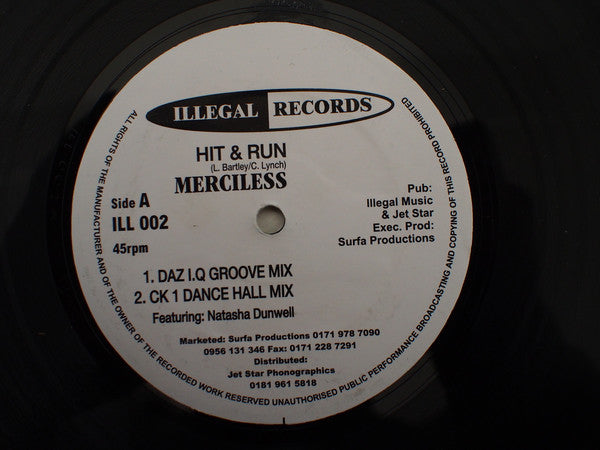 ILLEGAL RECORDS
HIT & RUN
(L. Bartley/C. Lynch)
MERCILESS
Side A
ILL 002
45rpm
Pub:
Illegal Music
& Jet Star
Exec. Prod:
Surfa Productions
1. DAZ I.Q GROOVE MIX
2. CK 1 DANCE HALL MIX
Featuring: Natasha Dunwell
Marketed: Surfa Productions 0171 978 7090
0956 131 346 Fax: 0171 228 7291
Distributed:
Jet Star Phonographics
0181 961 5818
ALL RIGHTS OF THE MANUFACTURER AND OF THE OWNER OF THE RECORDED WORK RESERVED UNAUTHORISED PUBLIC PERFORMANCE BROADCASTING AND COPYING OF THIS RECORD PROHIBITED